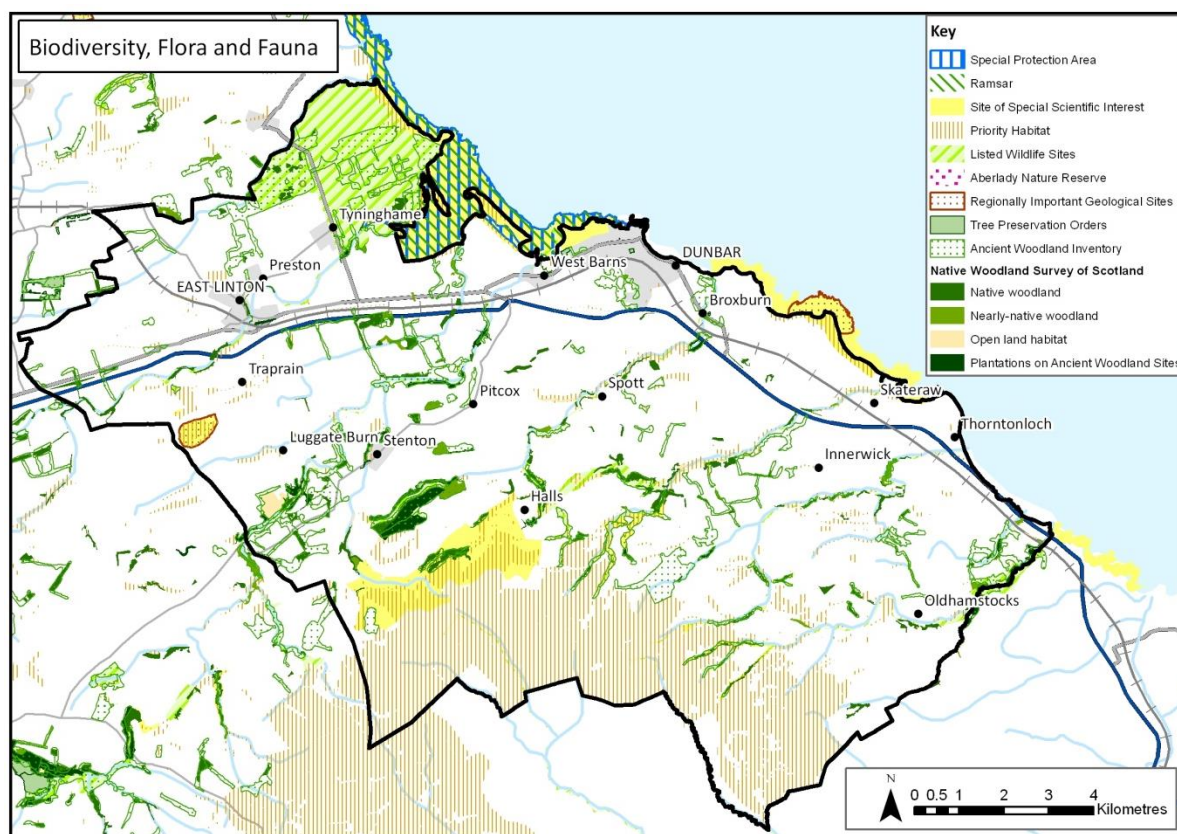 Biodiversity, Flora and Fauna
Key
Special Protection Area
Ramsar
Site of Special Scientific Interest
Priority Habitat
Listed Wildlife Sites
Aberlady Nature Reserve
Regionally Important Geological Sites
Tree Preservation Orders
Ancient Woodland Inventory
Native Woodland Survey of Scotland
Native woodland
Nearly-native woodland
Open land habitat
Plantations on Ancient Woodland Sites
Tyninghame
Preston
EAST LINTON
West Barns
DUNBAR
Broxburn
Traprain
Pitcox
Spott
Skateraw
Thorntonloch
Luggate Burn
Stenton
Innerwick
Halls
Oldhamstocks
N
0 0.5 1 2 3 4
Kilometres